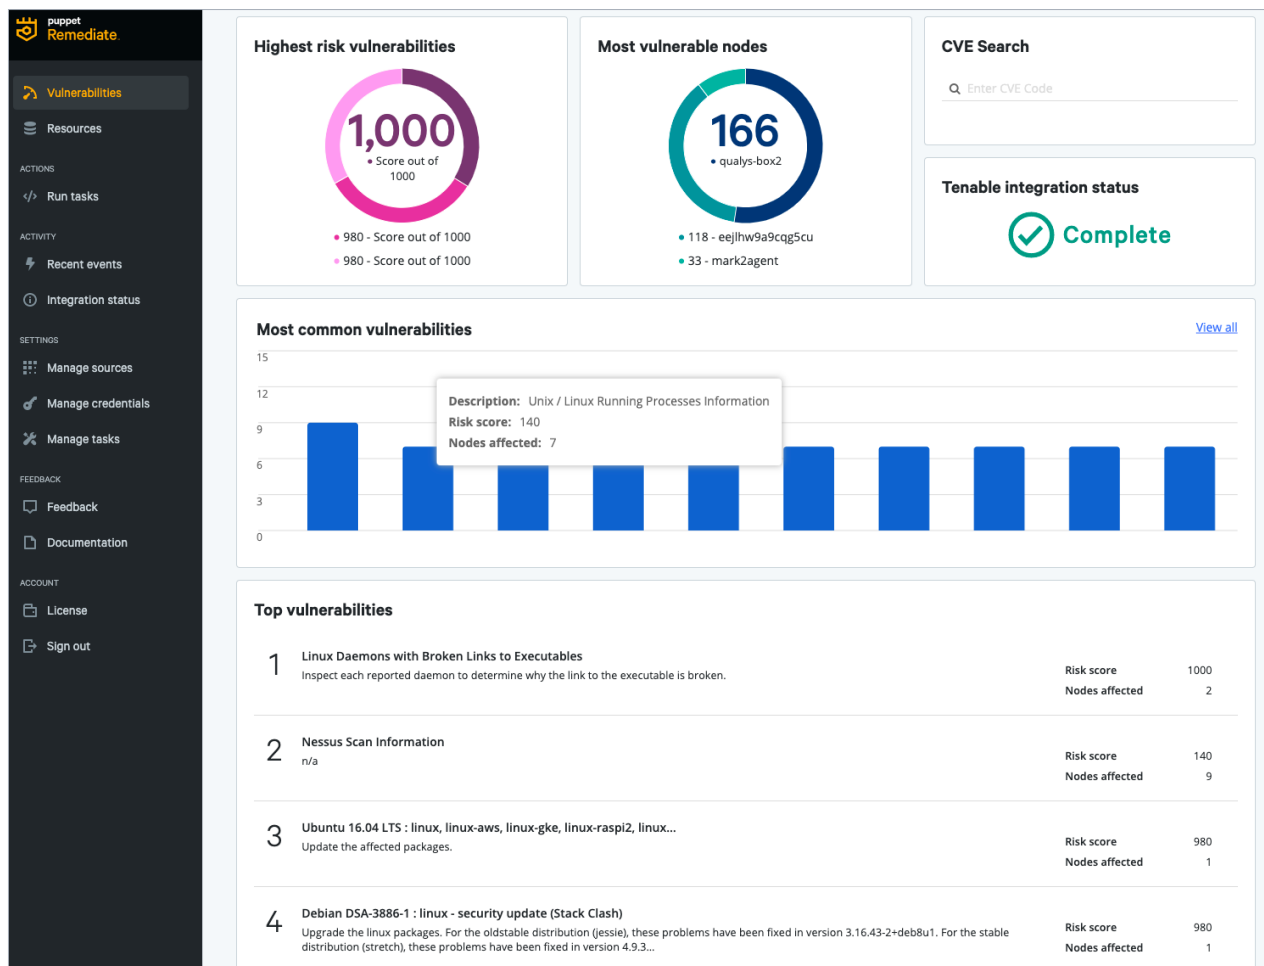 puppet
Remediate.
Vulnerabilities
Resources
ACTIONS
Run tasks
ACTIVITY
Recent events
Integration status
SETTINGS
Manage sources
Manage credentials
Manage tasks
FEEDBACK
Feedback
Documentation
ACCOUNT
License
Sign out
Highest risk vulnerabilities
1,000
Score out of
1000
980 - Score out of 1000
980 - Score out of 1000
Most vulnerable nodes
166
qualys-box2
118 - eejlhw9a9cqg5cu
33 - mark2agent
CVE Search
Enter CVE Code
Tenable integration status
Complete
Most common vulnerabilities
View all
15
12
9
6
3
0
Description: Unix / Linux Running Processes Information
Risk score: 140
Nodes affected: 7
Top vulnerabilities
1
Linux Daemons with Broken Links to Executables
Inspect each reported daemon to determine why the link to the executable is broken.
Risk score 1000
Nodes affected 2
2
Nessus Scan Information
n/a
Risk score 140
Nodes affected 9
3
Ubuntu 16.04 LTS : linux, linux-aws, linux-gke, linux-raspi2, linux...
Update the affected packages.
Risk score 980
Nodes affected 1
4
Debian DSA-3886-1 : linux - security update (Stack Clash)
Upgrade the linux packages. For the oldstable distribution (jessie), these problems have been fixed in version 3.16.43-2+deb8u1. For the stable
distribution (stretch), these problems have been fixed in version 4.9.3...
Risk score 980
Nodes affected 1